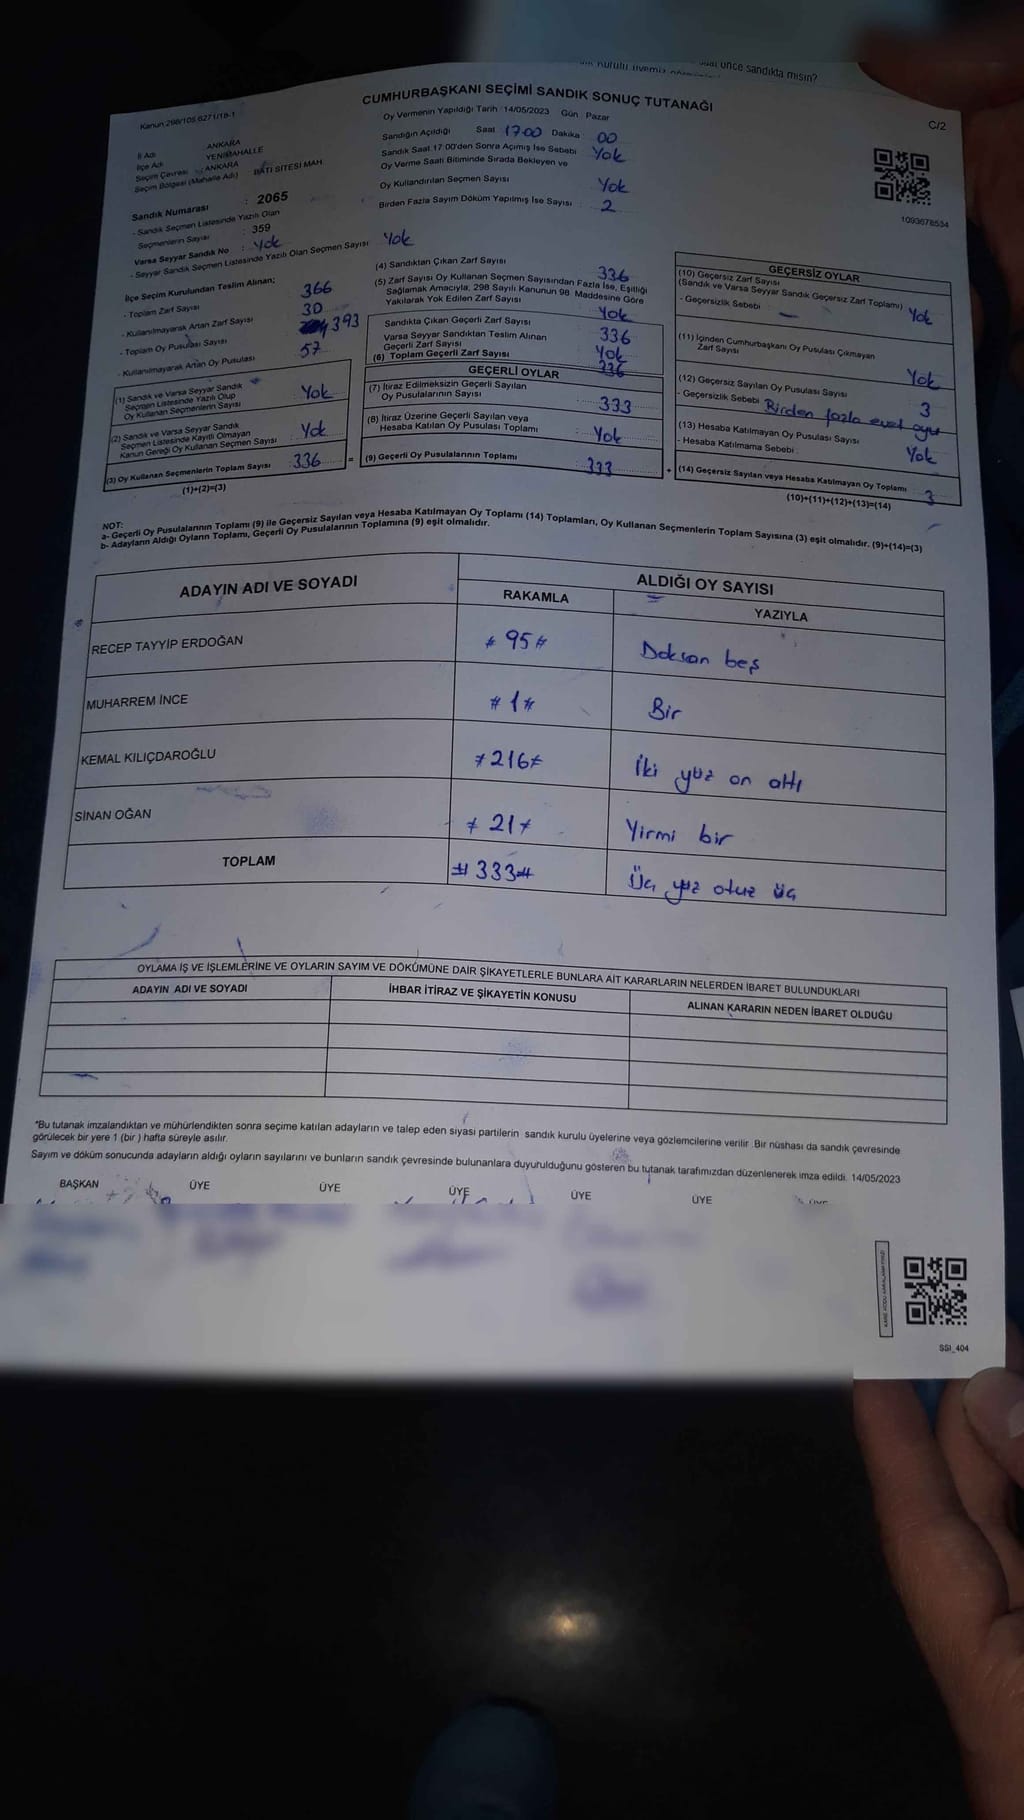 önce sandıkta mısın?
CUMHURBAŞKANI SEÇİMİ SANDIK SONUÇ TUTANAĞI
Kanun 298/105 6271/18-1
C/2
Oy Vermenin Yapıldığı Tarih 14/05/2023 Gün Pazar
Sandığın Açıldığı Saat 17:00 Dakika 00
Sandık Saat 17:00'den Sonra Açılmış İse Sebebi Yok
Oy Verme Saati Bitiminde Sırada Bekleyen ve
Oy Kullandırılan Seçmen Sayısı Yok
Birden Fazla Sayım Döküm Yapılmış İse Sayısı : 2
1093678534
İl Adı ANKARA
İlçe Adı YENİMAHALLE
Seçim Çevresi ANKARA
Seçim Bölgesi (Mahalle Adı) BATI SİTESİ MAH.
Sandık Numarası : 2065
- Sandık Seçmen Listesinde Yazılı Olan
Seçmenlerin Sayısı : 359
Varsa Seyyar Sandık No : Yok
- Seyyar Sandık Seçmen Listesinde Yazılı Olan Seçmen Sayısı Yok
İlçe Seçim Kurulundan Teslim Alınan;
- Toplam Zarf Sayısı 366
- Kullanılmayarak Artan Zarf Sayısı 30
- Toplam Oy Pusulası Sayısı 393
- Kullanılmayarak Artan Oy Pusulası 57
(1) Sandık ve Varsa Seyyar Sandık
Seçmen Listesinde Yazılı Olup
Oy Kullanan Seçmenlerin Sayısı Yok
(2) Sandık ve Varsa Seyyar Sandık
Seçmen Listesinde Kayıtlı Olmayan
Kanun Gereği Oy Kullanan Seçmen Sayısı Yok
(3) Oy Kullanan Seçmenlerin Toplam Sayısı 336 =
(1)+(2)=(3)
(4) Sandıktan Çıkan Zarf Sayısı 336
(5) Zarf Sayısı Oy Kullanan Seçmen Sayısından Fazla İse, Eşitliği
Sağlamak Amacıyla, 298 Sayılı Kanunun 98. Maddesine Göre
Yakılarak Yok Edilen Zarf Sayısı : Yok
Sandıkta Çıkan Geçerli Zarf Sayısı 336
Varsa Seyyar Sandıktan Teslim Alınan
Geçerli Zarf Sayısı Yok
(6) Toplam Geçerli Zarf Sayısı 336
GEÇERLİ OYLAR
(7) İtiraz Edilmeksizin Geçerli Sayılan
Oy Pusulalarının Sayısı : 333
(8) İtiraz Üzerine Geçerli Sayılan veya
Hesaba Katılan Oy Pusulası Toplamı : Yok
(9) Geçerli Oy Pusulalarının Toplamı : 333 +
GEÇERSİZ OYLAR
(10) Geçersiz Zarf Sayısı
(Sandık ve Varsa Seyyar Sandık Geçersiz Zarf Toplamı) Yok
- Geçersizlik Sebebi : -
(11) İçinden Cumhurbaşkanı Oy Pusulası Çıkmayan
Zarf Sayısı Yok
(12) Geçersiz Sayılan Oy Pusulası Sayısı 3
- Geçersizlik Sebebi Birden fazla evet oyu
(13) Hesaba Katılmayan Oy Pusulası Sayısı Yok
- Hesaba Katılmama Sebebi
(14) Geçersiz Sayılan veya Hesaba Katılmayan Oy Toplamı 3
(10)+(11)+(12)+(13)=(14)
NOT:
a- Geçerli Oy Pusulalarının Toplamı (9) ile Geçersiz Sayılan veya Hesaba Katılmayan Oy Toplamı (14) Toplamları, Oy Kullanan Seçmenlerin Toplam Sayısına (3) eşit olmalıdır. (9)+(14)=(3)
b- Adayların Aldığı Oyların Toplamı, Geçerli Oy Pusulalarının Toplamına (9) eşit olmalıdır.
ADAYIN ADI VE SOYADI
ALDIĞI OY SAYISI
RAKAMLA YAZIYLA
RECEP TAYYİP ERDOĞAN # 95 # Doksan beş
MUHARREM İNCE # 1 # Bir
KEMAL KILIÇDAROĞLU # 216 # İki yüz on altı
SİNAN OĞAN # 21 # Yirmi bir
TOPLAM # 333 # Üç yüz otuz üç
OYLAMA İŞ VE İŞLEMLERİNE VE OYLARIN SAYIM VE DÖKÜMÜNE DAİR ŞİKAYETLERLE BUNLARA AİT KARARLARIN NELERDEN İBARET BULUNDUKLARI
ADAYIN ADI VE SOYADI İHBAR İTİRAZ VE ŞİKAYETİN KONUSU ALINAN KARARIN NEDEN İBARET OLDUĞU
*Bu tutanak imzalandıktan ve mühürlendikten sonra seçime katılan adayların ve talep eden siyasi partilerin sandık kurulu üyelerine veya gözlemcilerine verilir. Bir nüshası da sandık çevresinde
görülecek bir yere 1 (bir ) hafta süreyle asılır.
Sayım ve döküm sonucunda adayların aldığı oyların sayılarını ve bunların sandık çevresinde bulunanlara duyurulduğunu gösteren bu tutanak tarafımızdan düzenlenerek imza edildi. 14/05/2023
BAŞKAN ÜYE ÜYE ÜYE ÜYE ÜYE ÜYE
SSI_404